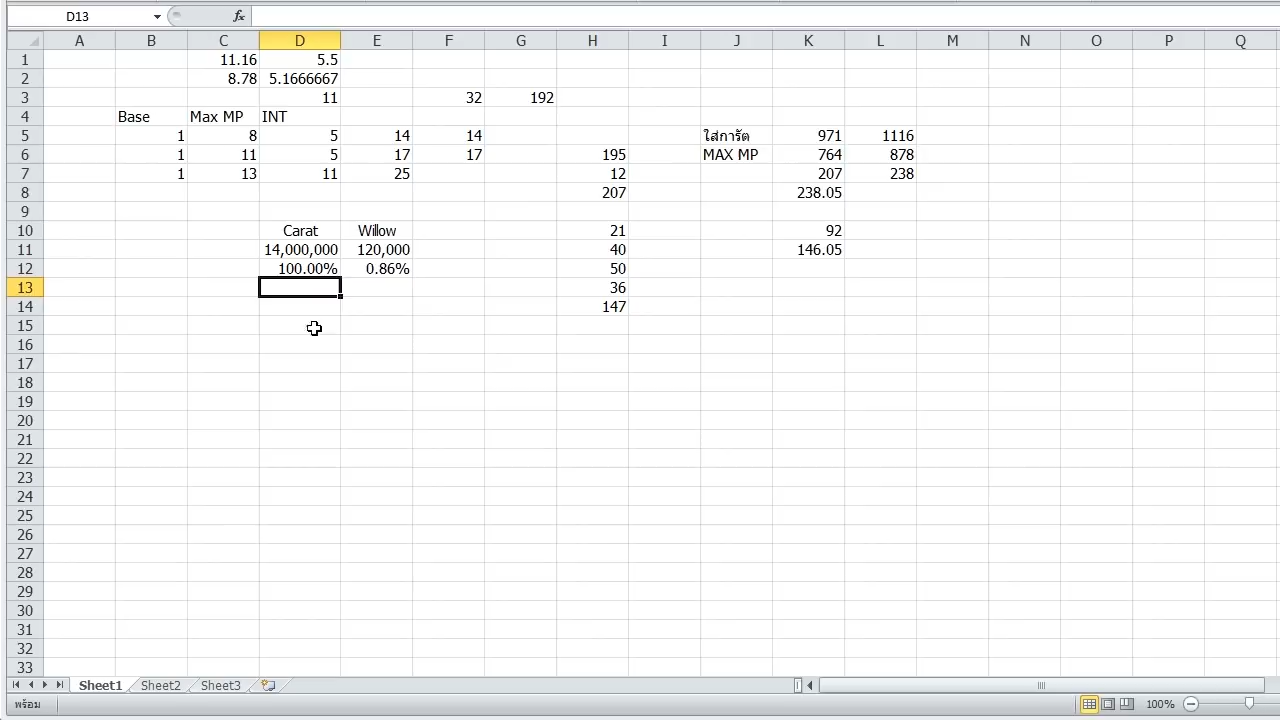 D13 fx
A B C D E F G H I J K L M N O P Q
1 11.16 5.5
2 8.78 5.1666667
3 11 32 192
4 Base Max MP INT
5 1 8 5 14 14 ใส่การัต 971 1116
6 1 11 5 17 17 195 MAX MP 764 878
7 1 13 11 25 12 207 238
8 207 238.05
9
10 Carat Willow 21 92
11 14,000,000 120,000 40 146.05
12 100.00% 0.86% 50
13 36
14 147
15
16
17
18
19
20
21
22
23
24
25
26
27
28
29
30
31
32
33
Sheet1 Sheet2 Sheet3
พร้อม 100%